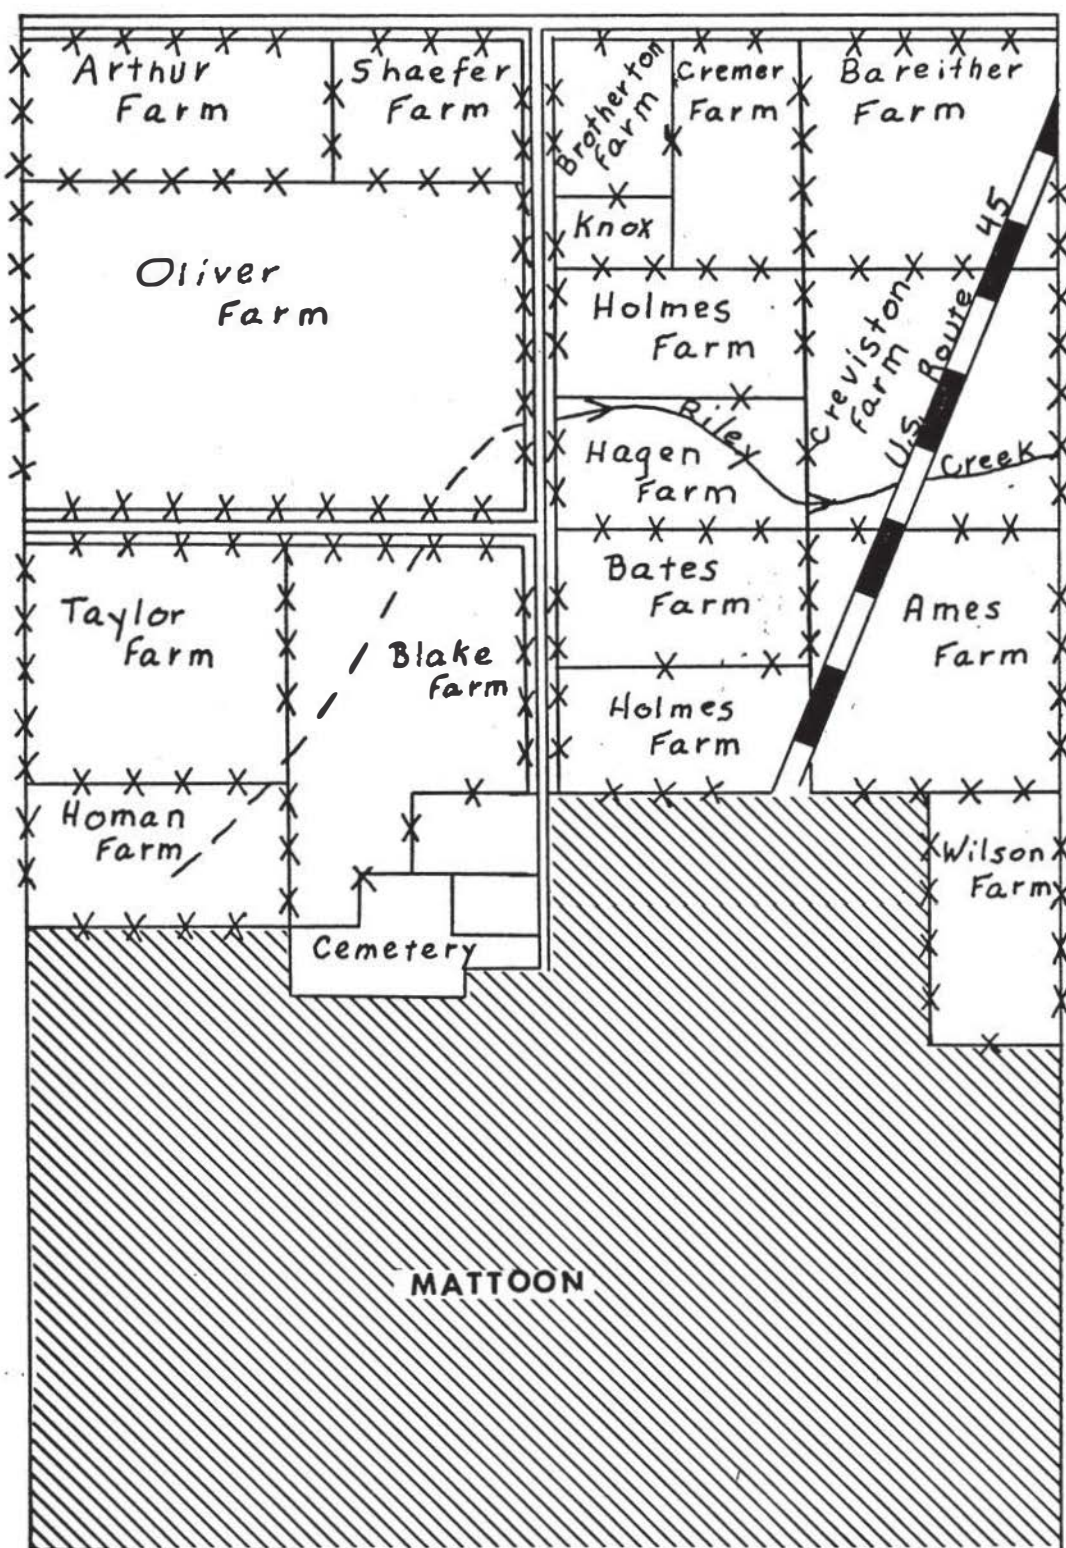 Arthur
Farm
Shaefer
Farm
Brotherton
Farm
Cremer
Farm
Bareither
Farm
Knox
Oliver
Farm
Holmes
Farm
Creviston
Farm
U.S. Route 45
Riley Creek
Hagen
Farm
Taylor
Farm
Blake
Farm
Bates
Farm
Ames
Farm
Holmes
Farm
Homan
Farm
Wilson
Farm
Cemetery
MATTOON